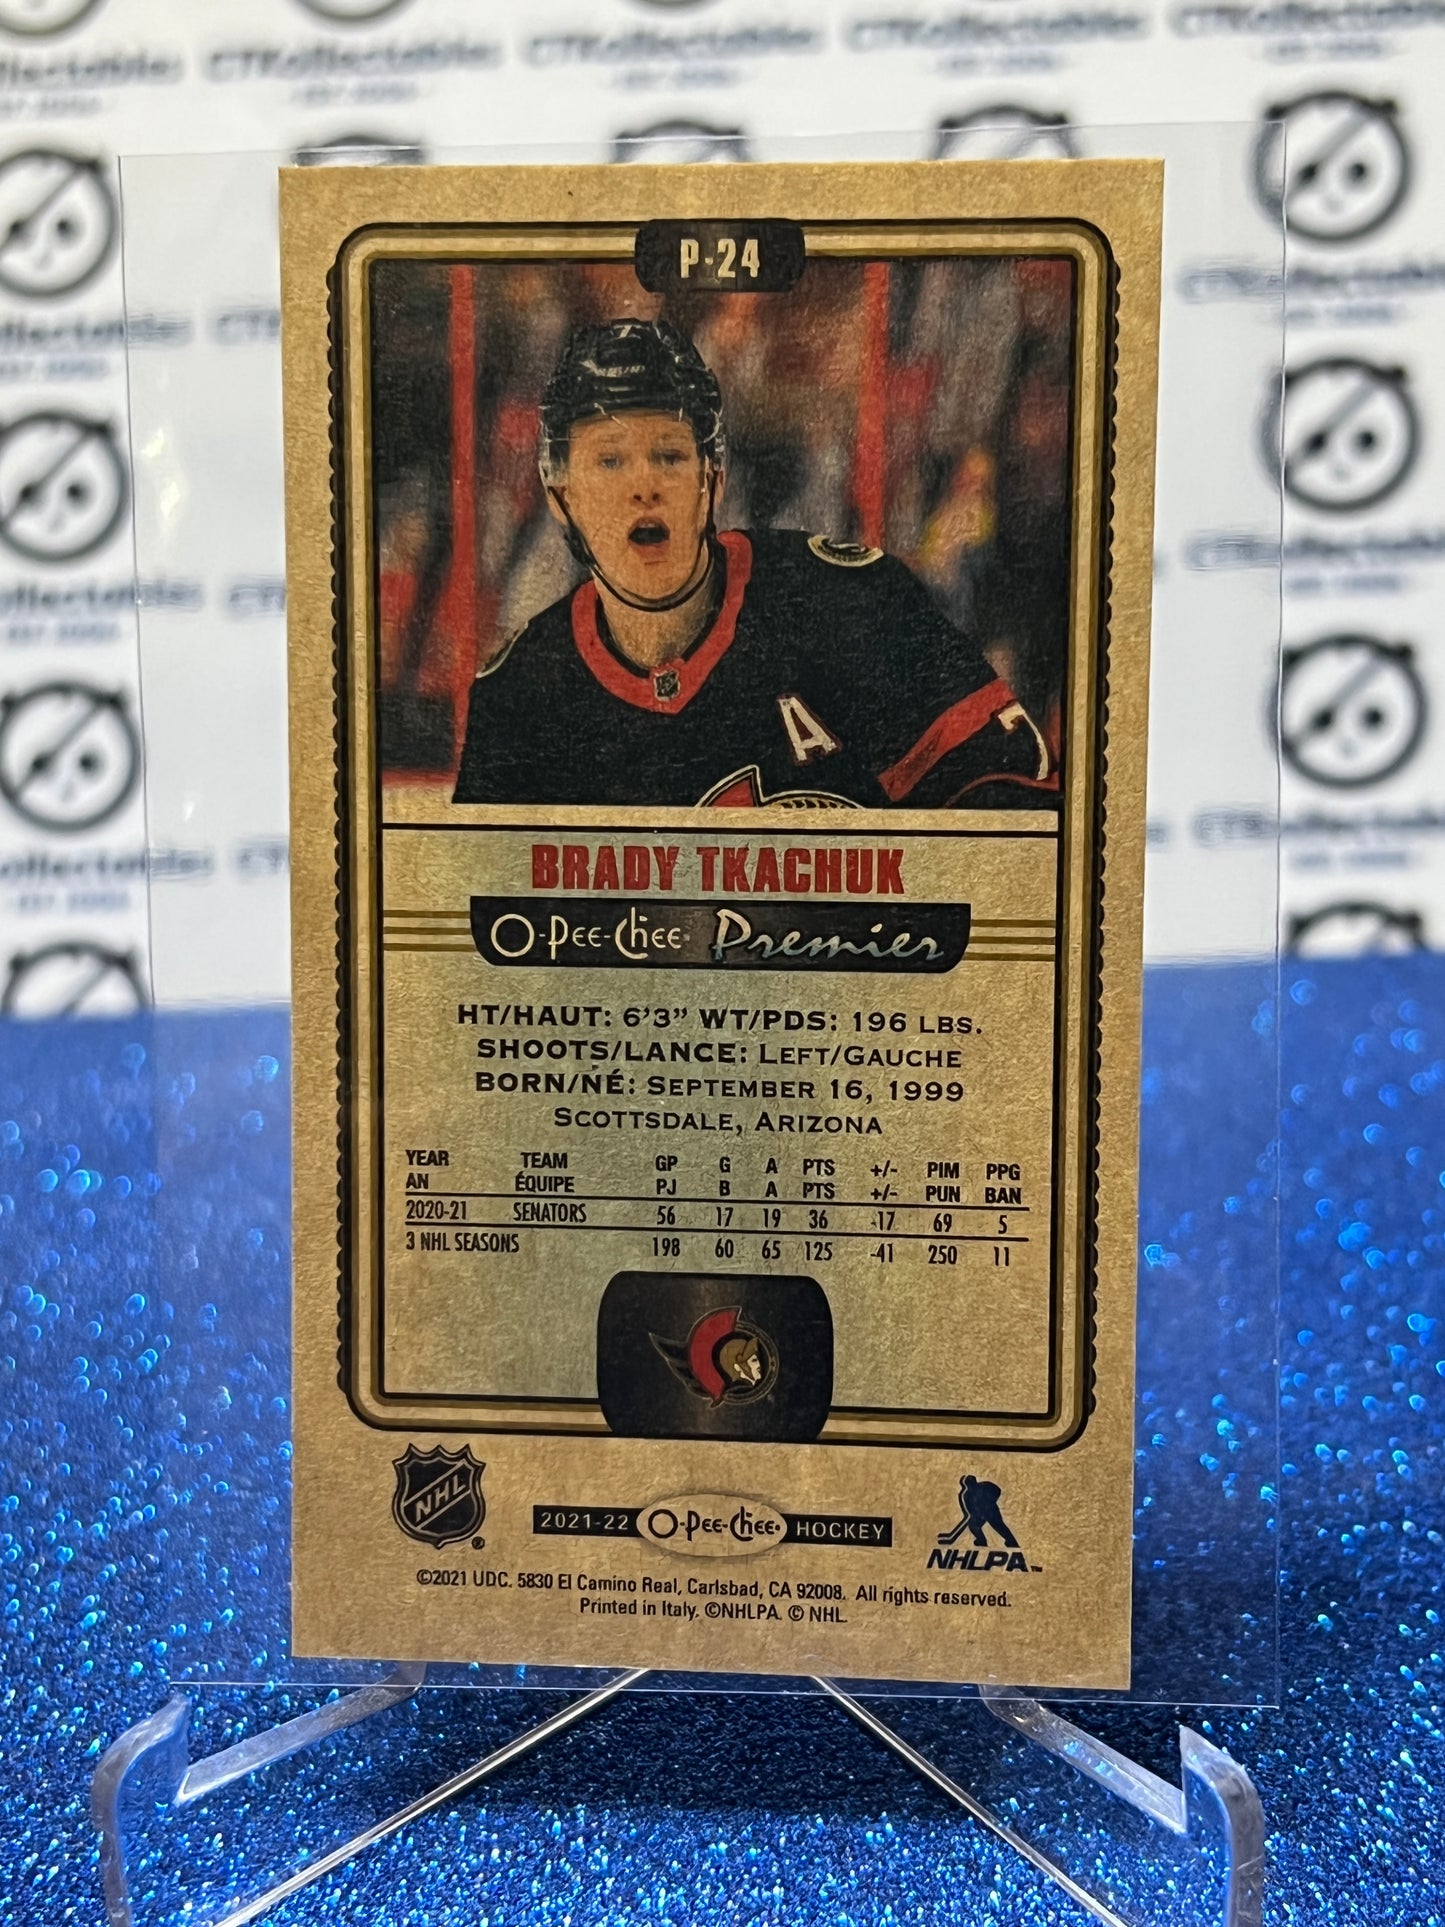 P-24
7
A
7
BRADY TKACHUK
O-Pee-Chee Premier
HT/HAUT: 6'3" WT/PDS: 196 LBS.
SHOOTS/LANCE: LEFT/GAUCHE
BORN/NÉ: SEPTEMBER 16, 1999
SCOTTSDALE, ARIZONA
YEAR TEAM GP G A PTS +/- PIM PPG
AN ÉQUIPE PJ B A PTS +/- PUN BAN
2020-21 SENATORS 56 17 19 36 -17 69 5
3 NHL SEASONS 198 60 65 125 -41 250 11
NHL
2021-22 O-Pee-Chee HOCKEY
NHLPA™
©2021 UDC. 5830 El Camino Real, Carlsbad, CA 92008. All rights reserved.
Printed in Italy. ©NHLPA. © NHL.